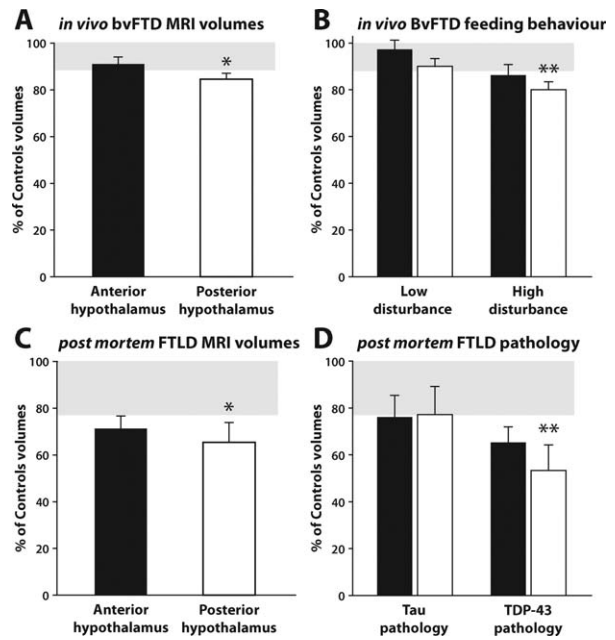 A in vivo bvFTD MRI volumes
% of Controls volumes
100
80
60
40
20
0
Anterior hypothalamus
Posterior hypothalamus
*
B in vivo BvFTD feeding behaviour
% of Controls volumes
100
80
60
40
20
0
Low disturbance
High disturbance
**
C post mortem FTLD MRI volumes
% of Controls volumes
100
80
60
40
20
0
Anterior hypothalamus
Posterior hypothalamus
*
D post mortem FTLD pathology
% of Controls volumes
100
80
60
40
20
0
Tau pathology
TDP-43 pathology
**